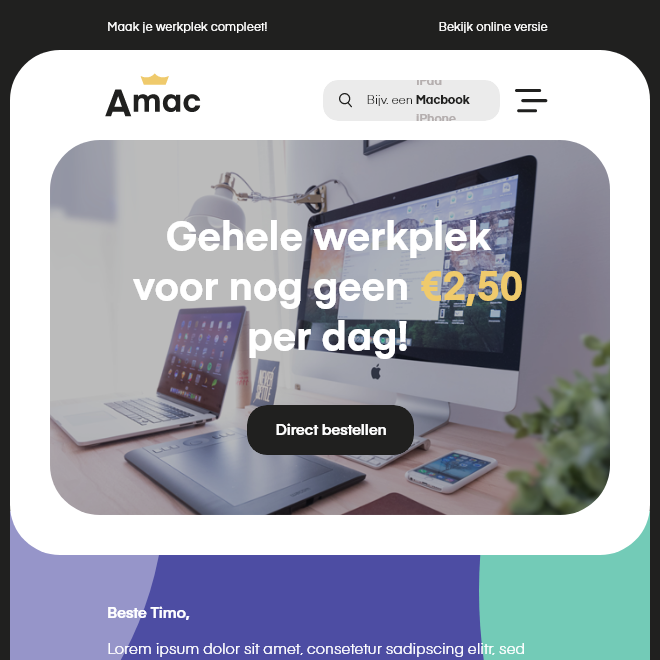 Maak je werkplek compleet!
Bekijk online versie
Amac
iPad
Bijv. een Macbook
iPhone
Gehele werkplek
voor nog geen €2,50
per dag!
Direct bestellen
Beste Timo,
Lorem ipsum dolor sit amet, consetetur sadipscing elitr, sed